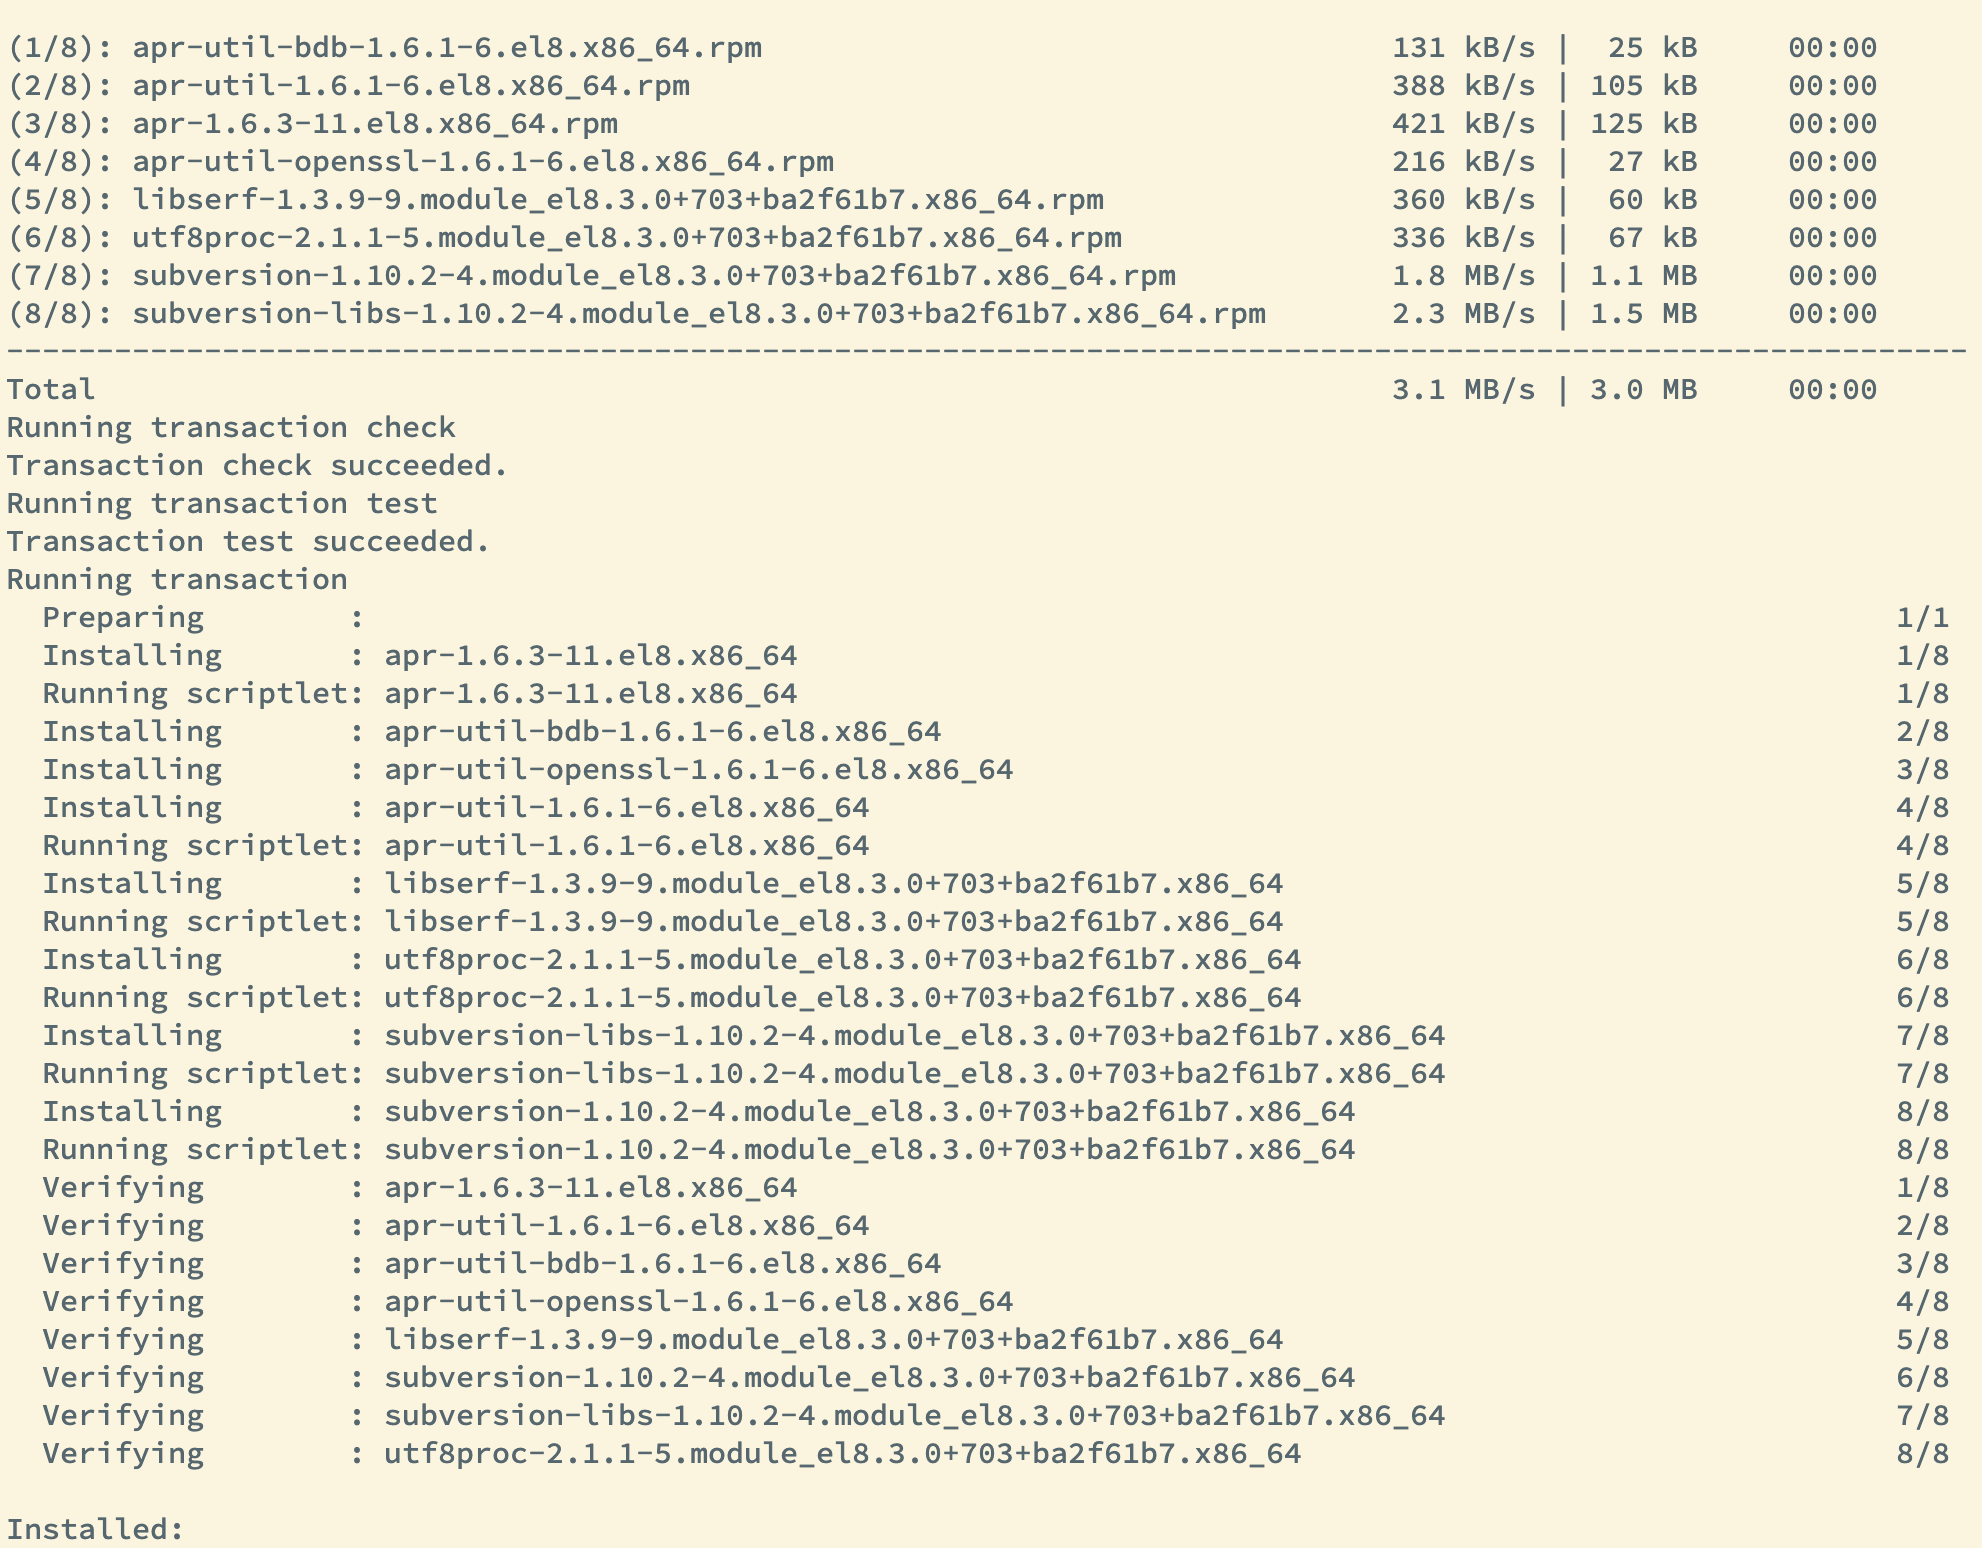 (1/8): apr-util-bdb-1.6.1-6.el8.x86_64.rpm 131 kB/s | 25 kB 00:00
(2/8): apr-util-1.6.1-6.el8.x86_64.rpm 388 kB/s | 105 kB 00:00
(3/8): apr-1.6.3-11.el8.x86_64.rpm 421 kB/s | 125 kB 00:00
(4/8): apr-util-openssl-1.6.1-6.el8.x86_64.rpm 216 kB/s | 27 kB 00:00
(5/8): libserf-1.3.9-9.module_el8.3.0+703+ba2f61b7.x86_64.rpm 360 kB/s | 60 kB 00:00
(6/8): utf8proc-2.1.1-5.module_el8.3.0+703+ba2f61b7.x86_64.rpm 336 kB/s | 67 kB 00:00
(7/8): subversion-1.10.2-4.module_el8.3.0+703+ba2f61b7.x86_64.rpm 1.8 MB/s | 1.1 MB 00:00
(8/8): subversion-libs-1.10.2-4.module_el8.3.0+703+ba2f61b7.x86_64.rpm 2.3 MB/s | 1.5 MB 00:00
-------------------------------------------------------------------------------------------------------------
Total 3.1 MB/s | 3.0 MB 00:00
Running transaction check
Transaction check succeeded.
Running transaction test
Transaction test succeeded.
Running transaction
Preparing : 1/1
Installing : apr-1.6.3-11.el8.x86_64 1/8
Running scriptlet: apr-1.6.3-11.el8.x86_64 1/8
Installing : apr-util-bdb-1.6.1-6.el8.x86_64 2/8
Installing : apr-util-openssl-1.6.1-6.el8.x86_64 3/8
Installing : apr-util-1.6.1-6.el8.x86_64 4/8
Running scriptlet: apr-util-1.6.1-6.el8.x86_64 4/8
Installing : libserf-1.3.9-9.module_el8.3.0+703+ba2f61b7.x86_64 5/8
Running scriptlet: libserf-1.3.9-9.module_el8.3.0+703+ba2f61b7.x86_64 5/8
Installing : utf8proc-2.1.1-5.module_el8.3.0+703+ba2f61b7.x86_64 6/8
Running scriptlet: utf8proc-2.1.1-5.module_el8.3.0+703+ba2f61b7.x86_64 6/8
Installing : subversion-libs-1.10.2-4.module_el8.3.0+703+ba2f61b7.x86_64 7/8
Running scriptlet: subversion-libs-1.10.2-4.module_el8.3.0+703+ba2f61b7.x86_64 7/8
Installing : subversion-1.10.2-4.module_el8.3.0+703+ba2f61b7.x86_64 8/8
Running scriptlet: subversion-1.10.2-4.module_el8.3.0+703+ba2f61b7.x86_64 8/8
Verifying : apr-1.6.3-11.el8.x86_64 1/8
Verifying : apr-util-1.6.1-6.el8.x86_64 2/8
Verifying : apr-util-bdb-1.6.1-6.el8.x86_64 3/8
Verifying : apr-util-openssl-1.6.1-6.el8.x86_64 4/8
Verifying : libserf-1.3.9-9.module_el8.3.0+703+ba2f61b7.x86_64 5/8
Verifying : subversion-1.10.2-4.module_el8.3.0+703+ba2f61b7.x86_64 6/8
Verifying : subversion-libs-1.10.2-4.module_el8.3.0+703+ba2f61b7.x86_64 7/8
Verifying : utf8proc-2.1.1-5.module_el8.3.0+703+ba2f61b7.x86_64 8/8
Installed: